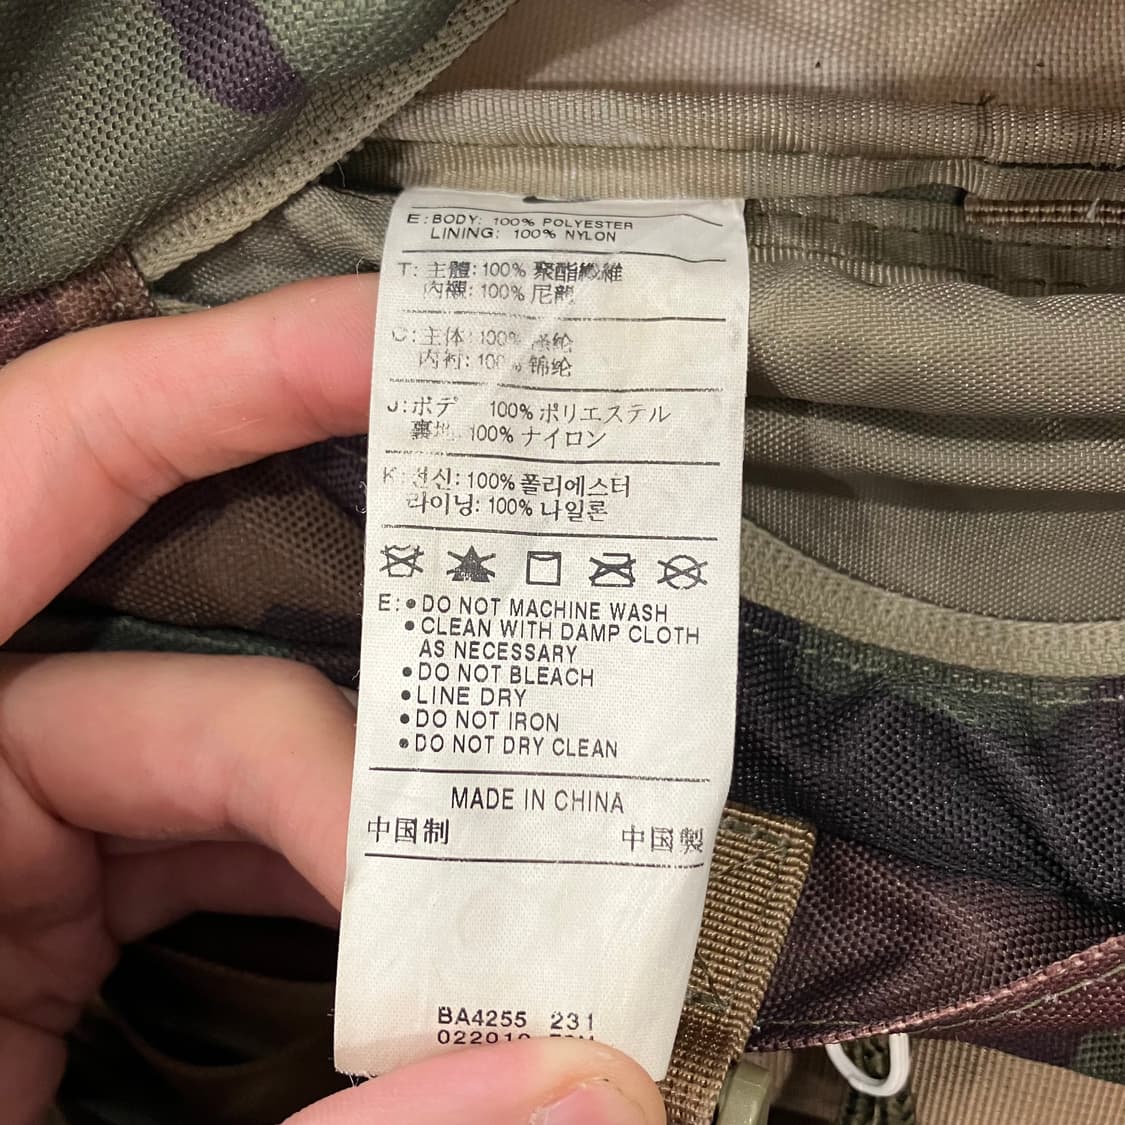 E: BODY: 100% POLYESTER
LINING: 100% NYLON
T: 主體: 100% 聚酯纖維
內襯: 100% 尼龍
C: 主体: 100% 纶
内衬: 100% 锦纶
J: ボデ 100% ポリエステル
裏地: 100% ナイロン
K: 전신: 100% 폴리에스터
라이닝: 100% 나일론
E: • DO NOT MACHINE WASH
• CLEAN WITH DAMP CLOTH
AS NECESSARY
• DO NOT BLEACH
• LINE DRY
• DO NOT IRON
• DO NOT DRY CLEAN
MADE IN CHINA
中国制 中国製
BA4255 231